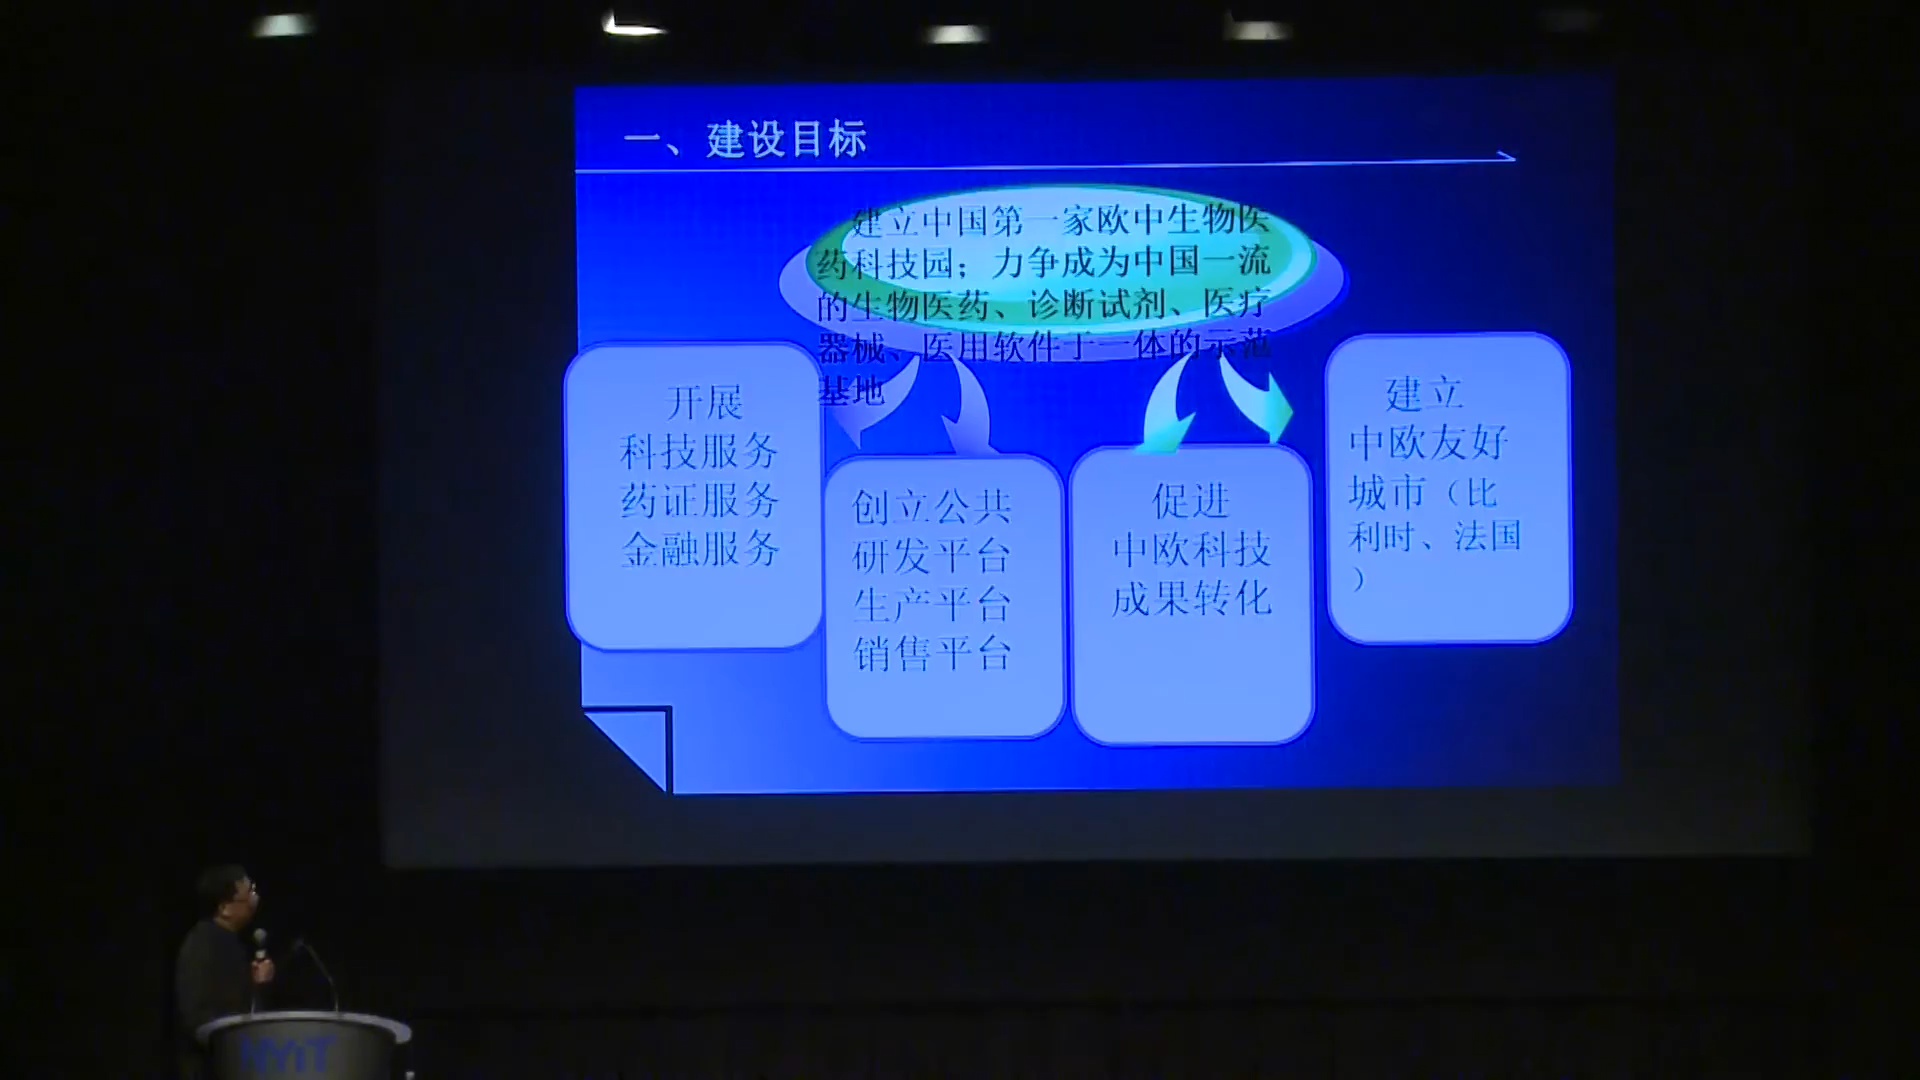 一、建设目标
建立中国第一家欧中生物医
药科技园；力争成为中国一流
的生物医药、诊断试剂、医疗
器械、医用软件于一体的示范
基地
开展
科技服务
药证服务
金融服务
创立公共
研发平台
生产平台
销售平台
促进
中欧科技
成果转化
建立
中欧友好
城市（比
利时、法国
）
NYiT